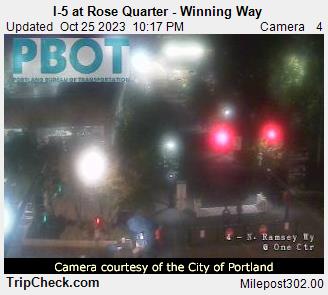 I-5 at Rose Quarter - Winning Way
Updated Oct 25 2023 10:17 PM Camera 4
PBOT
PORTLAND BUREAU OF TRANSPORTATION
4 - N. Ramsey Wy
@ One Ctr
Camera courtesy of the City of Portland
TripCheck.com Milepost302.00